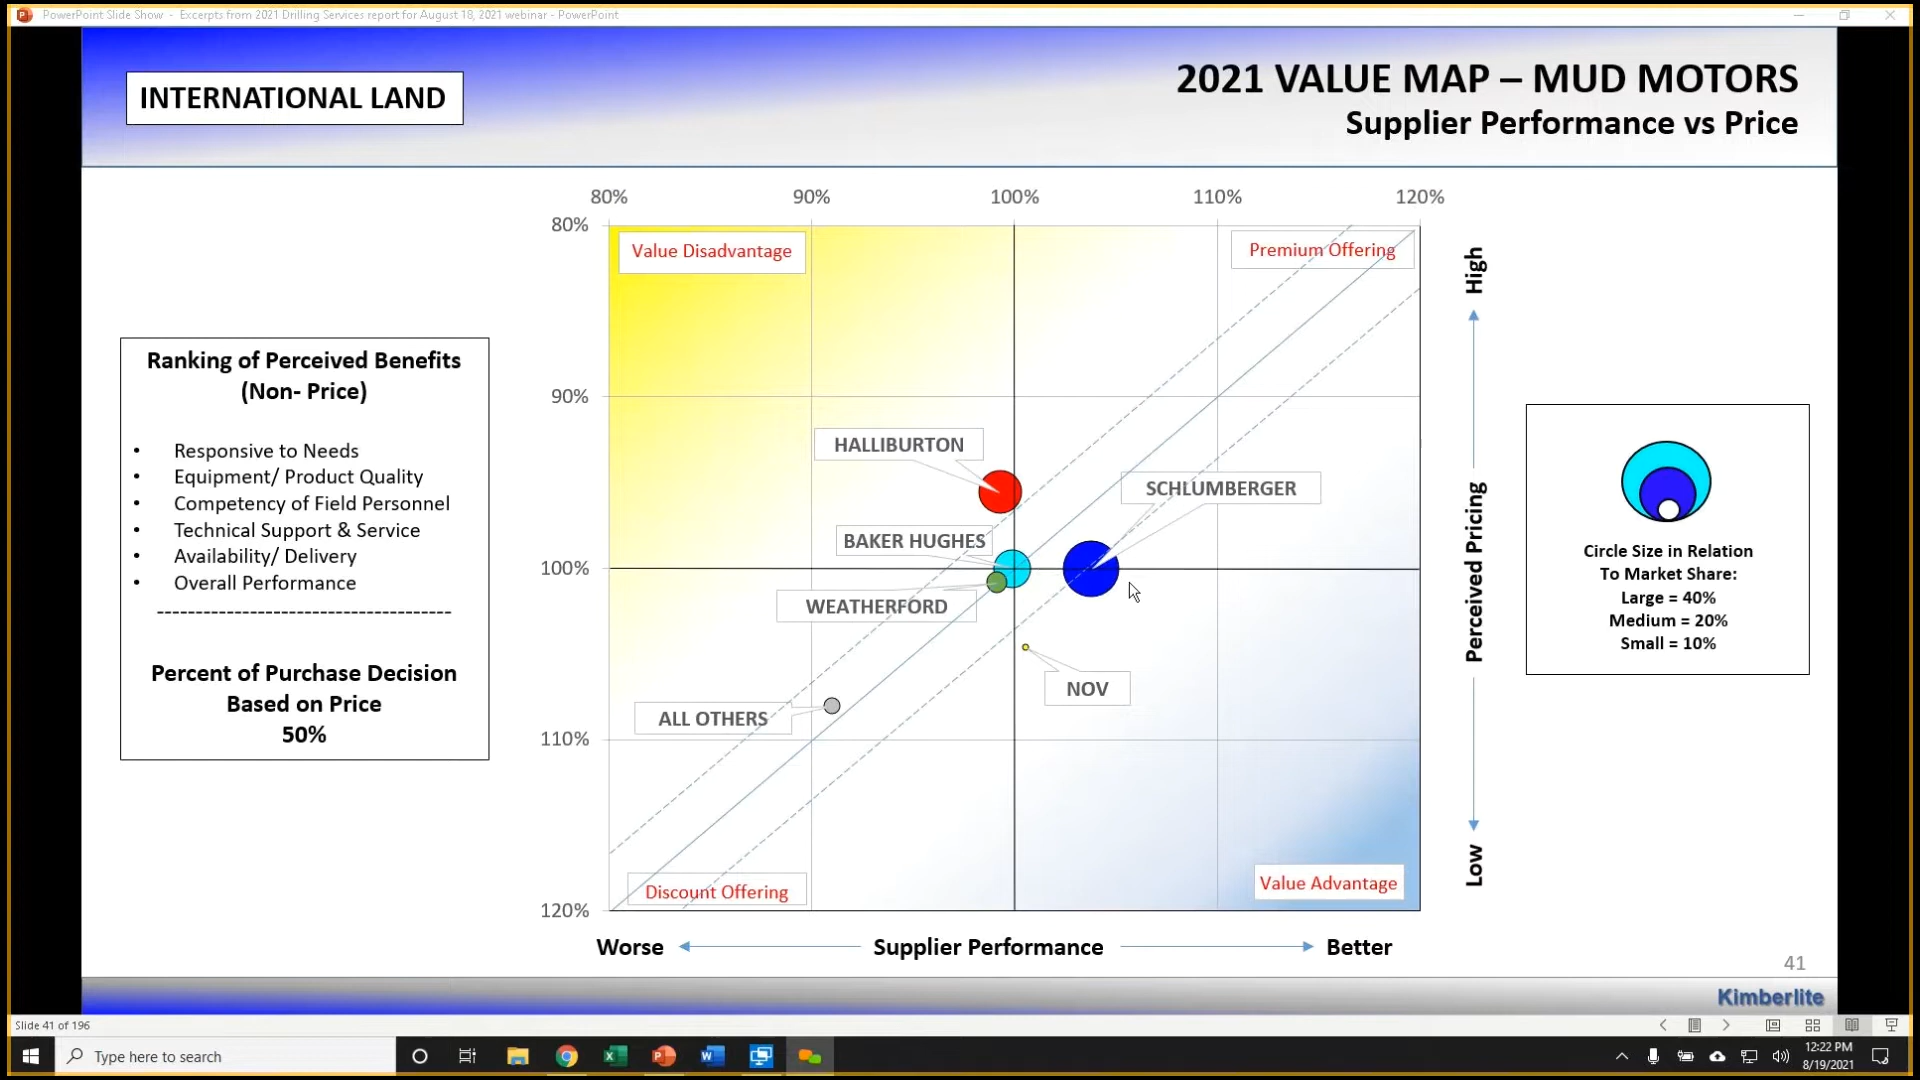 PowerPoint Slide Show - Excerpts from 2021 Drilling Services report for August 18, 2021 webinar - PowerPoint
INTERNATIONAL LAND
2021 VALUE MAP – MUD MOTORS
Supplier Performance vs Price
80% 90% 100% 110% 120%
80%
Value Disadvantage
Premium Offering
High
90%
Ranking of Perceived Benefits
(Non- Price)
• Responsive to Needs
• Equipment/ Product Quality
• Competency of Field Personnel
• Technical Support & Service
• Availability/ Delivery
• Overall Performance
-------------------------------------
Percent of Purchase Decision
Based on Price
50%
HALLIBURTON
SCHLUMBERGER
BAKER HUGHES
100%
WEATHERFORD
NOV
ALL OTHERS
110%
Perceived Pricing
Circle Size in Relation
To Market Share:
Large = 40%
Medium = 20%
Small = 10%
Discount Offering
Value Advantage
Low
120%
Worse Supplier Performance Better
41
Kimberlite
Slide 41 of 196
Type here to search
12:22 PM
8/19/2021